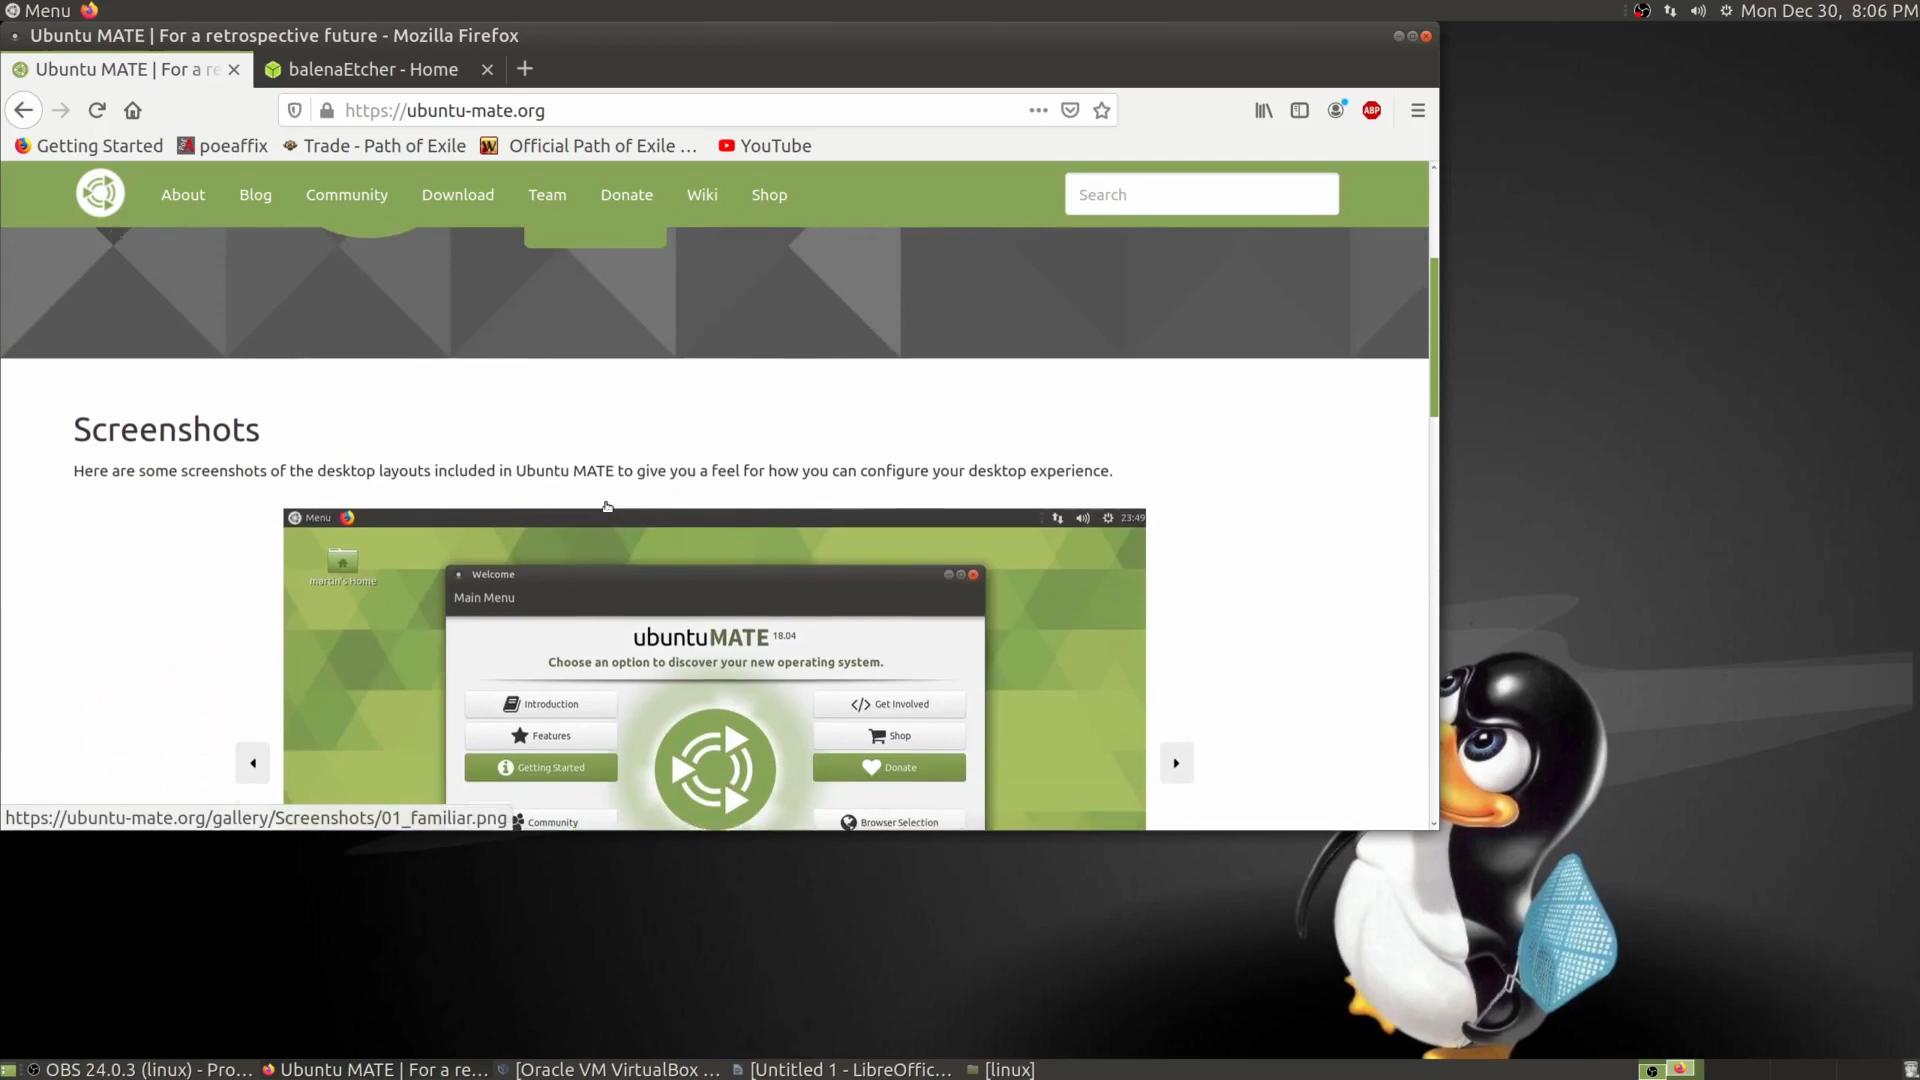 Menu
Mon Dec 30, 8:06 PM
Ubuntu MATE | For a retrospective future - Mozilla Firefox
Ubuntu MATE | For a re
balenaEtcher - Home
https://ubuntu-mate.org
ABP
Getting Started
poeaffix
Trade - Path of Exile
Official Path of Exile …
YouTube
About
Blog
Community
Download
Team
Donate
Wiki
Shop
Search
Screenshots
Here are some screenshots of the desktop layouts included in Ubuntu MATE to give you a feel for how you can configure your desktop experience.
Menu
23:49
martin's Home
Welcome
Main Menu
ubuntuMATE 18.04
Choose an option to discover your new operating system.
Introduction
Get Involved
Features
Shop
Getting Started
Donate
Community
Browser Selection
https://ubuntu-mate.org/gallery/Screenshots/01_familiar.png
OBS 24.0.3 (linux) - Pro…
Ubuntu MATE | For a re…
[Oracle VM VirtualBox …
[Untitled 1 - LibreOffic…
[linux]